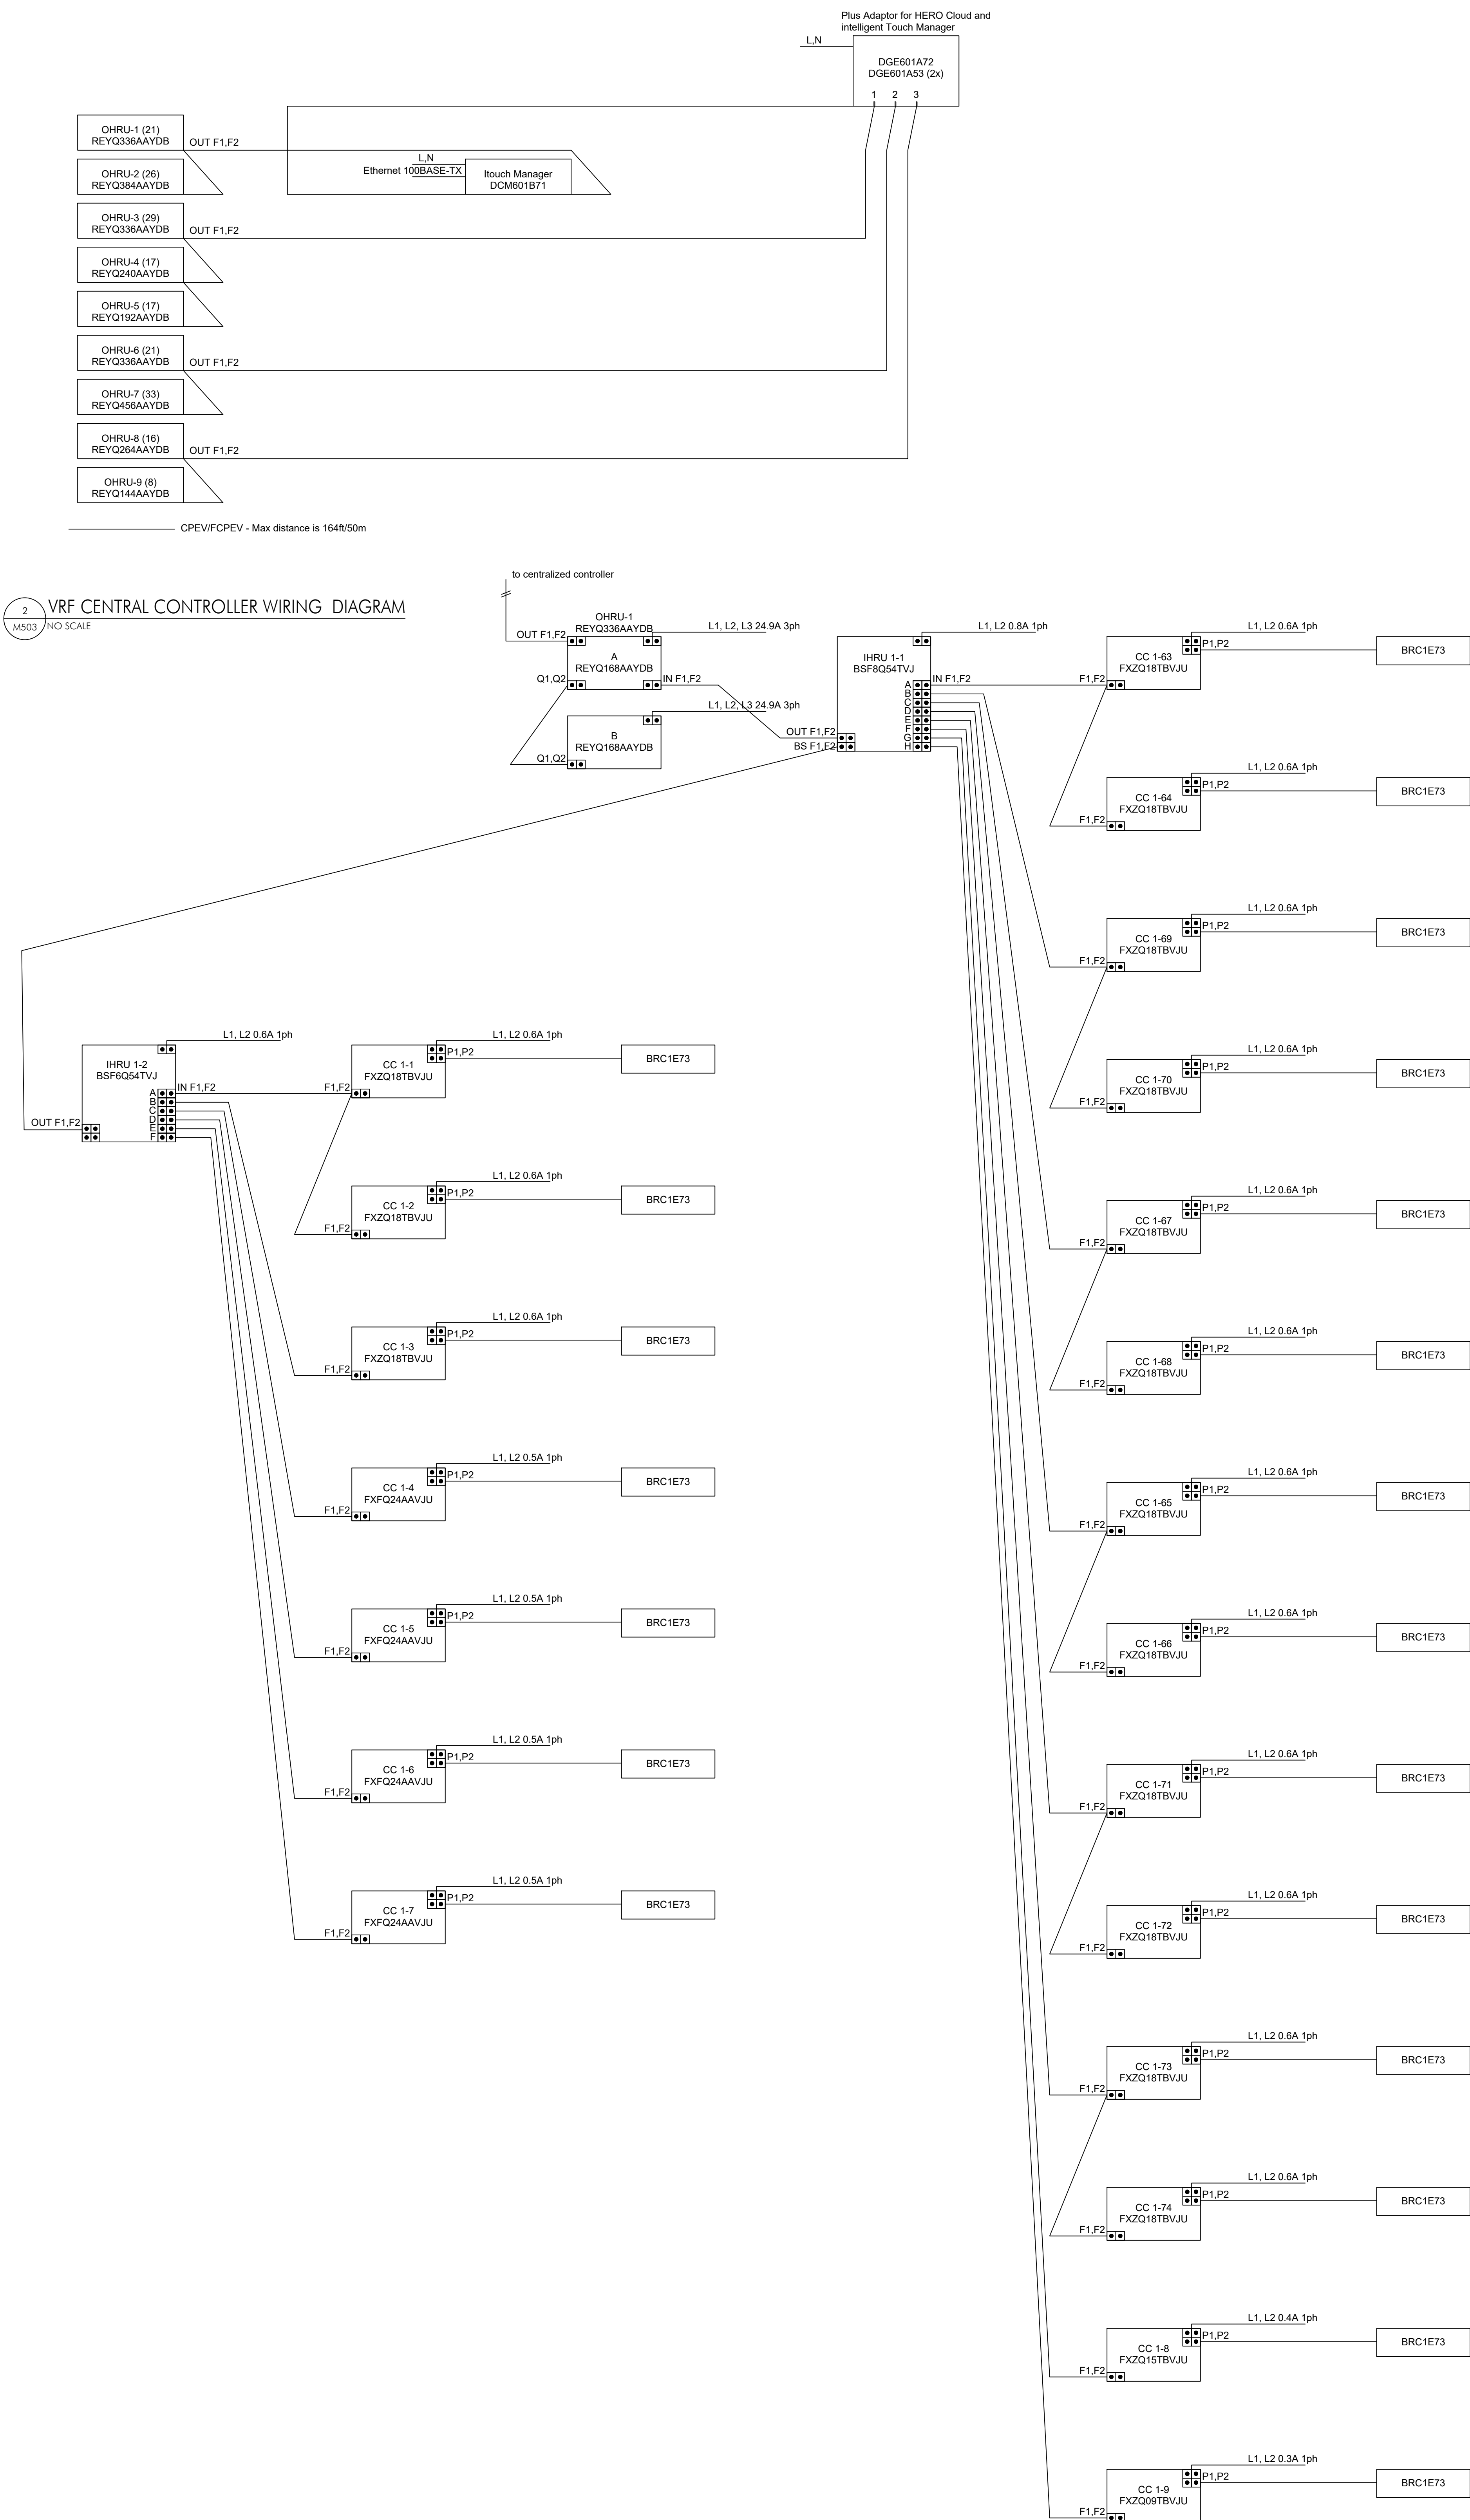 Plus Adaptor for HERO Cloud and
intelligent Touch Manager
L,N
DGE601A72
DGE601A53 (2x)
1 2 3
OHRU-1 (21)
REYQ336AAYDB
OUT F1,F2
OHRU-2 (26)
REYQ384AAYDB
L,N
Ethernet 100BASE-TX
Itouch Manager
DCM601B71
OHRU-3 (29)
REYQ336AAYDB
OUT F1,F2
OHRU-4 (17)
REYQ240AAYDB
OHRU-5 (17)
REYQ192AAYDB
OHRU-6 (21)
REYQ336AAYDB
OUT F1,F2
OHRU-7 (33)
REYQ456AAYDB
OHRU-8 (16)
REYQ264AAYDB
OUT F1,F2
OHRU-9 (8)
REYQ144AAYDB
CPEV/FCPEV - Max distance is 164ft/50m
2
M503
VRF CENTRAL CONTROLLER WIRING DIAGRAM
NO SCALE
to centralized controller
OHRU-1
REYQ336AAYDB
OUT F1,F2
L1, L2, L3 24.9A 3ph
A
REYQ168AAYDB
Q1,Q2
IN F1,F2
L1, L2, L3 24.9A 3ph
B
REYQ168AAYDB
Q1,Q2
L1, L2 0.8A 1ph
IHRU 1-1
BSF8Q54TVJ
A
B
C
D
E
F
G
H
IN F1,F2
OUT F1,F2
BS F1,F2
L1, L2 0.6A 1ph
CC 1-63
FXZQ18TBVJU
P1,P2
F1,F2
BRC1E73
L1, L2 0.6A 1ph
CC 1-64
FXZQ18TBVJU
P1,P2
F1,F2
BRC1E73
L1, L2 0.6A 1ph
CC 1-69
FXZQ18TBVJU
P1,P2
F1,F2
BRC1E73
L1, L2 0.6A 1ph
CC 1-70
FXZQ18TBVJU
P1,P2
F1,F2
BRC1E73
L1, L2 0.6A 1ph
CC 1-67
FXZQ18TBVJU
P1,P2
F1,F2
BRC1E73
L1, L2 0.6A 1ph
CC 1-68
FXZQ18TBVJU
P1,P2
F1,F2
BRC1E73
L1, L2 0.6A 1ph
CC 1-65
FXZQ18TBVJU
P1,P2
F1,F2
BRC1E73
L1, L2 0.6A 1ph
CC 1-66
FXZQ18TBVJU
P1,P2
F1,F2
BRC1E73
L1, L2 0.6A 1ph
CC 1-71
FXZQ18TBVJU
P1,P2
F1,F2
BRC1E73
L1, L2 0.6A 1ph
CC 1-72
FXZQ18TBVJU
P1,P2
F1,F2
BRC1E73
L1, L2 0.6A 1ph
CC 1-73
FXZQ18TBVJU
P1,P2
F1,F2
BRC1E73
L1, L2 0.6A 1ph
CC 1-74
FXZQ18TBVJU
P1,P2
F1,F2
BRC1E73
L1, L2 0.4A 1ph
CC 1-8
FXZQ15TBVJU
P1,P2
F1,F2
BRC1E73
L1, L2 0.3A 1ph
CC 1-9
FXZQ09TBVJU
P1,P2
F1,F2
BRC1E73
L1, L2 0.6A 1ph
IHRU 1-2
BSF6Q54TVJ
A
B
C
D
E
F
IN F1,F2
OUT F1,F2
L1, L2 0.6A 1ph
CC 1-1
FXZQ18TBVJU
P1,P2
F1,F2
BRC1E73
L1, L2 0.6A 1ph
CC 1-2
FXZQ18TBVJU
P1,P2
F1,F2
BRC1E73
L1, L2 0.6A 1ph
CC 1-3
FXZQ18TBVJU
P1,P2
F1,F2
BRC1E73
L1, L2 0.5A 1ph
CC 1-4
FXFQ24AAVJU
P1,P2
F1,F2
BRC1E73
L1, L2 0.5A 1ph
CC 1-5
FXFQ24AAVJU
P1,P2
F1,F2
BRC1E73
L1, L2 0.5A 1ph
CC 1-6
FXFQ24AAVJU
P1,P2
F1,F2
BRC1E73
L1, L2 0.5A 1ph
CC 1-7
FXFQ24AAVJU
P1,P2
F1,F2
BRC1E73